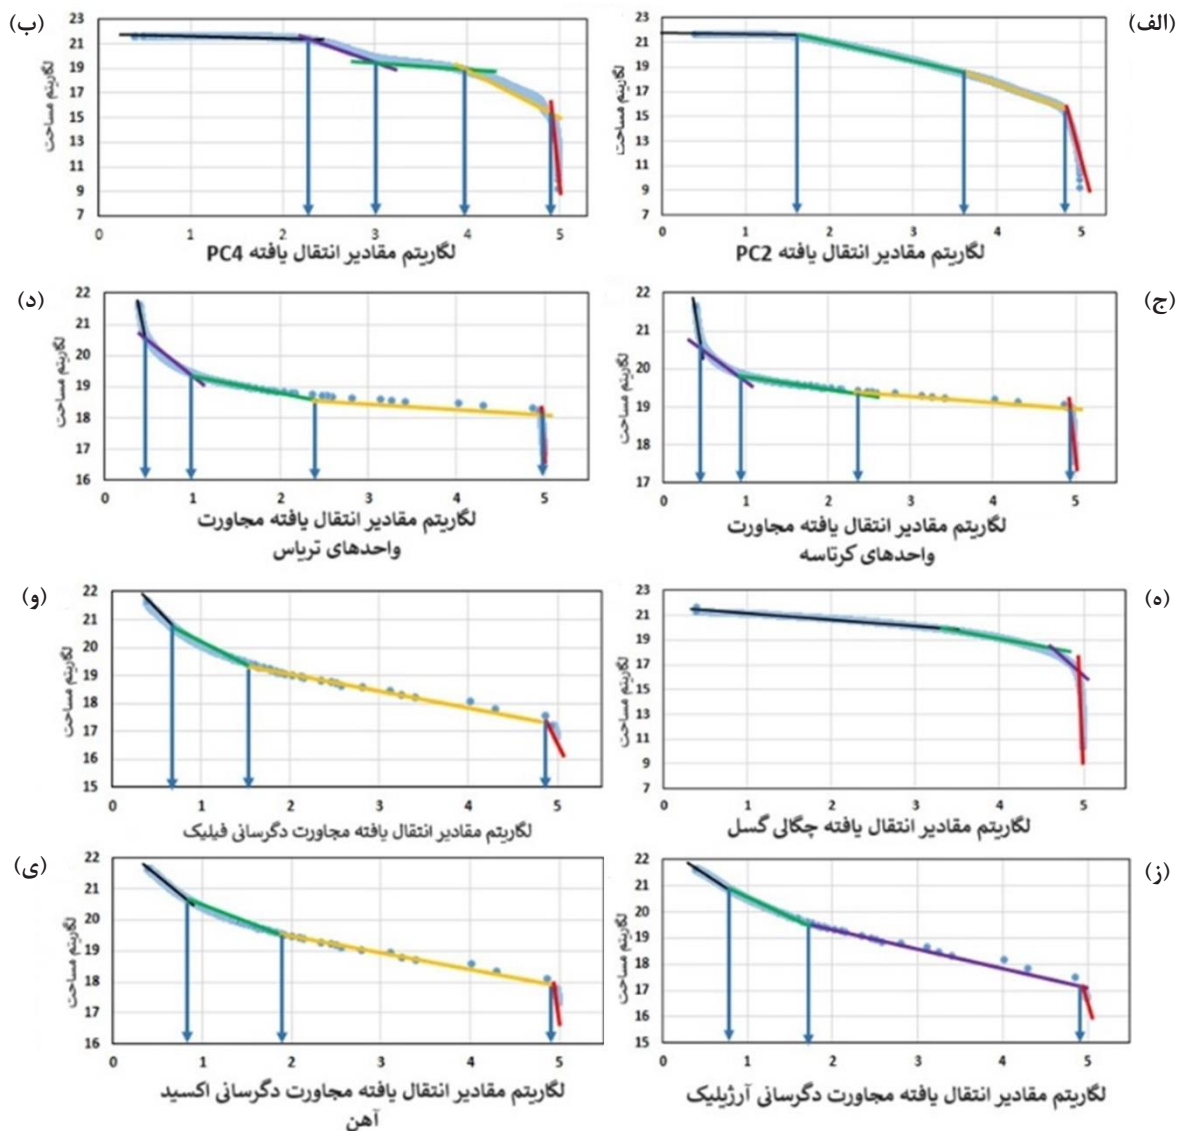 (الف)
لگاریتم مساحت
23
21
19
17
15
13
11
9
7
0 1 2 3 4 5
لگاریتم مقادیر انتقال یافته PC2
(ب)
لگاریتم مساحت
23
21
19
17
15
13
11
9
7
0 1 2 3 4 5
لگاریتم مقادیر انتقال یافته PC4
(ج)
لگاریتم مساحت
22
21
20
19
18
17
0 1 2 3 4 5
لگاریتم مقادیر انتقال یافته مجاورت
واحدهای کرتاسه
(د)
لگاریتم مساحت
22
21
20
19
18
17
16
0 1 2 3 4 5
لگاریتم مقادیر انتقال یافته مجاورت
واحدهای تریاس
(ه)
لگاریتم مساحت
23
21
19
17
15
13
11
9
7
0 1 2 3 4 5
لگاریتم مقادیر انتقال یافته چگالی گسل
(و)
لگاریتم مساحت
22
21
20
19
18
17
16
15
0 1 2 3 4 5
لگاریتم مقادیر انتقال یافته مجاورت دگرسانی فیلیک
(ز)
لگاریتم مساحت
22
21
20
19
18
17
16
15
0 1 2 3 4 5
لگاریتم مقادیر انتقال یافته مجاورت دگرسانی آرژیلیک
(ی)
لگاریتم مساحت
22
21
20
19
18
17
16
0 1 2 3 4 5
لگاریتم مقادیر انتقال یافته مجاورت دگرسانی اکسید
آهن